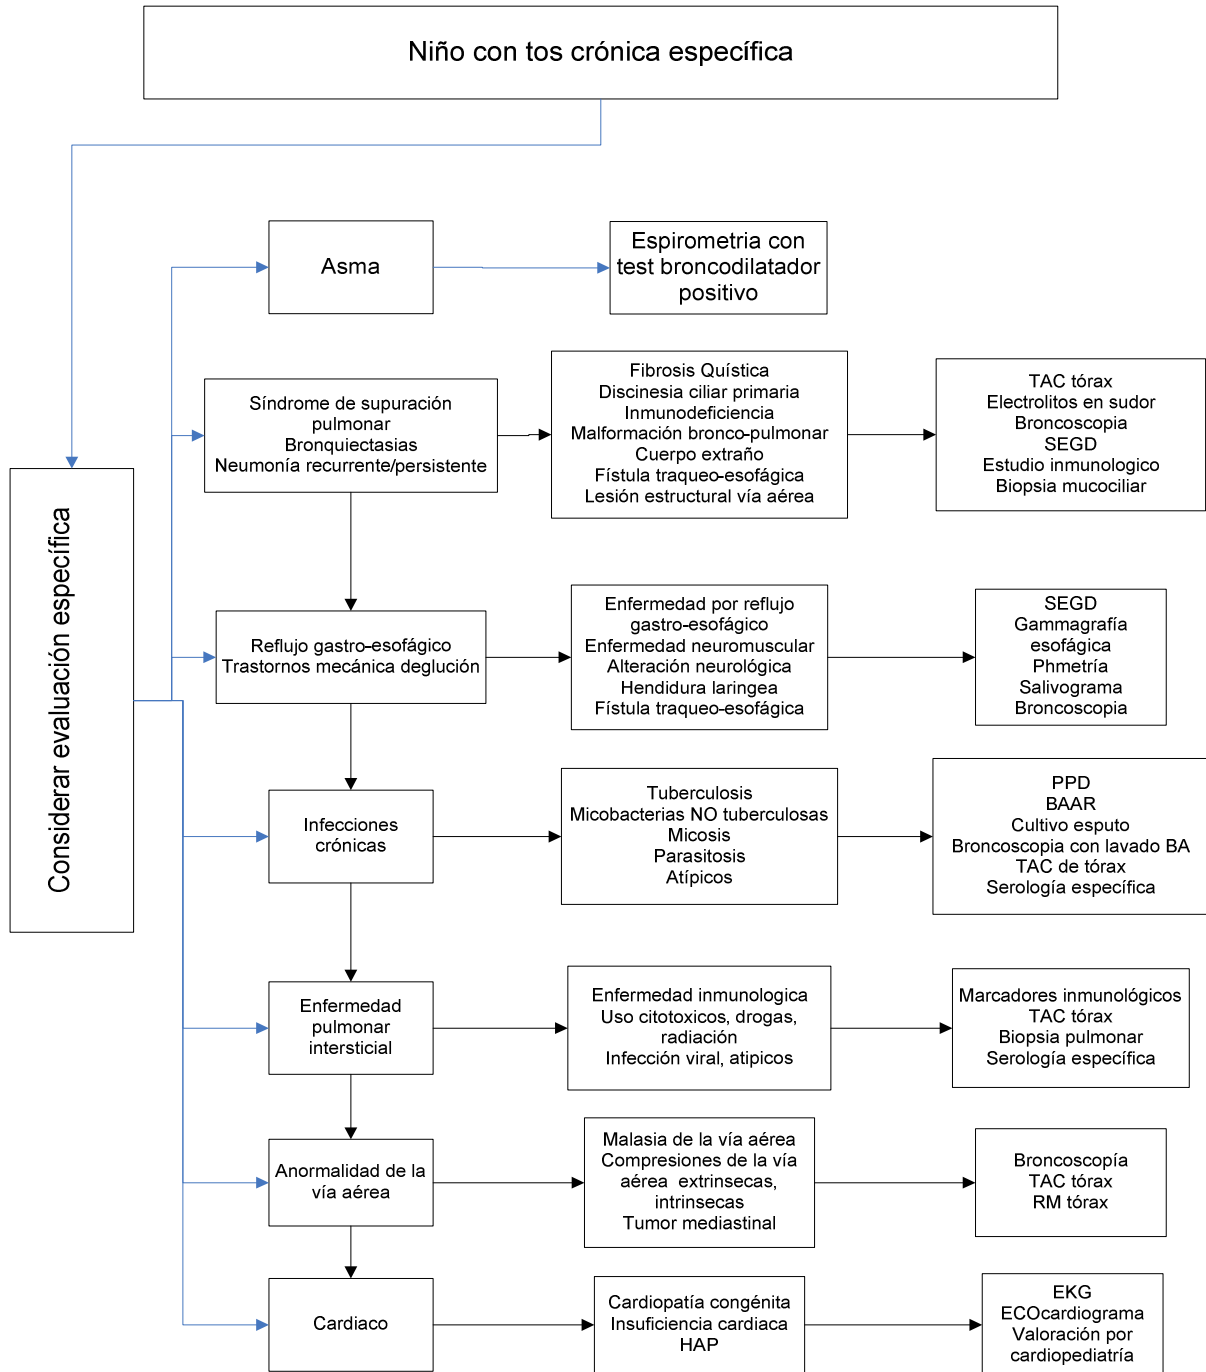 Niño con tos crónica específica
Considerar evaluación específica
Asma
Espirometria con
test broncodilatador
positivo
Síndrome de supuración
pulmonar
Bronquiectasias
Neumonía recurrente/persistente
Fibrosis Quística
Discinesia ciliar primaria
Inmunodeficiencia
Malformación bronco-pulmonar
Cuerpo extraño
Fístula traqueo-esofágica
Lesión estructural vía aérea
TAC tórax
Electrolitos en sudor
Broncoscopia
SEGD
Estudio inmunologico
Biopsia mucociliar
Reflujo gastro-esofágico
Trastornos mecánica deglución
Enfermedad por reflujo
gastro-esofágico
Enfermedad neuromuscular
Alteración neurológica
Hendidura laringea
Fístula traqueo-esofágica
SEGD
Gammagrafía
esofágica
Phmetría
Salivograma
Broncoscopia
Infecciones
crónicas
Tuberculosis
Micobacterias NO tuberculosas
Micosis
Parasitosis
Atípicos
PPD
BAAR
Cultivo esputo
Broncoscopia con lavado BA
TAC de tórax
Serología específica
Enfermedad
pulmonar
intersticial
Enfermedad inmunologica
Uso citotoxicos, drogas,
radiación
Infección viral, atipicos
Marcadores inmunológicos
TAC tórax
Biopsia pulmonar
Serología específica
Anormalidad de la
vía aérea
Malasia de la vía aérea
Compresiones de la vía
aérea extrinsecas,
intrinsecas
Tumor mediastinal
Broncoscopía
TAC tórax
RM tórax
Cardiaco
Cardiopatía congénita
Insuficiencia cardiaca
HAP
EKG
ECOcardiograma
Valoración por
cardiopediatría